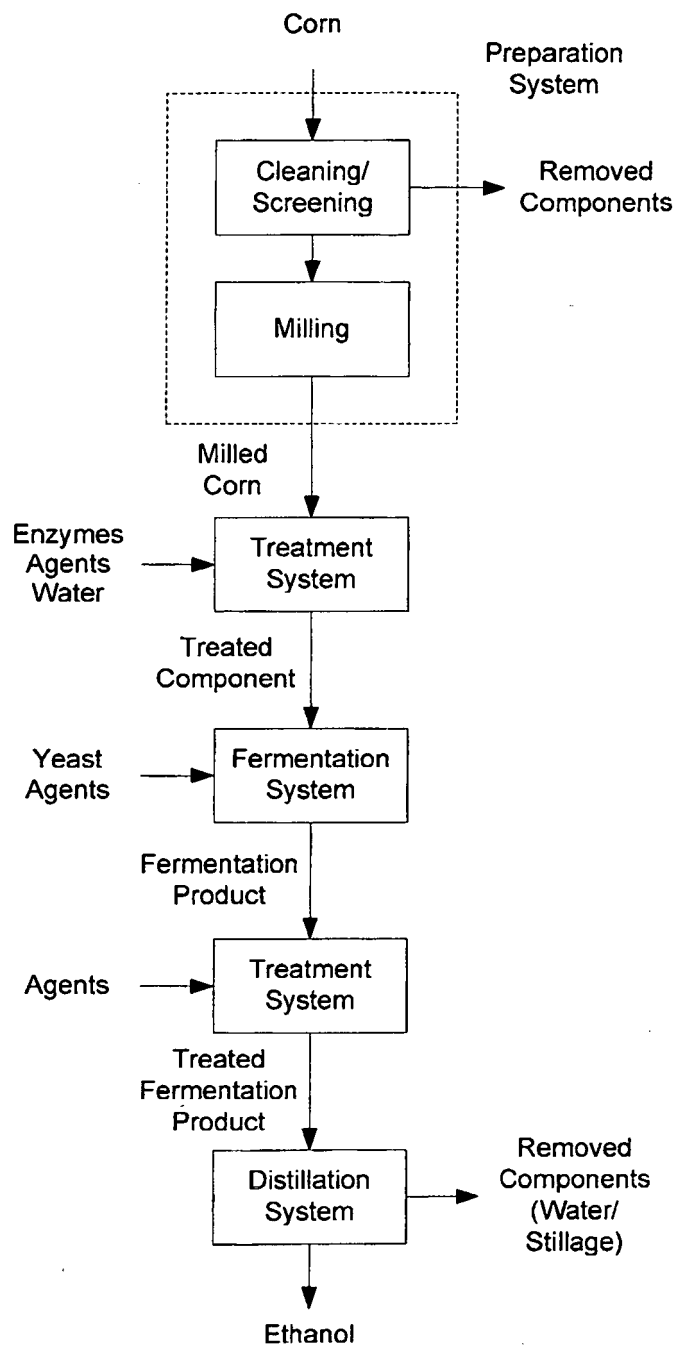 Corn
Preparation
System
Cleaning/
Screening
Removed
Components
Milling
Milled
Corn
Enzymes
Agents
Water
Treatment
System
Treated
Component
Yeast
Agents
Fermentation
System
Fermentation
Product
Agents
Treatment
System
Treated
Fermentation
Product
Distillation
System
Removed
Components
(Water/
Stillage)
Ethanol